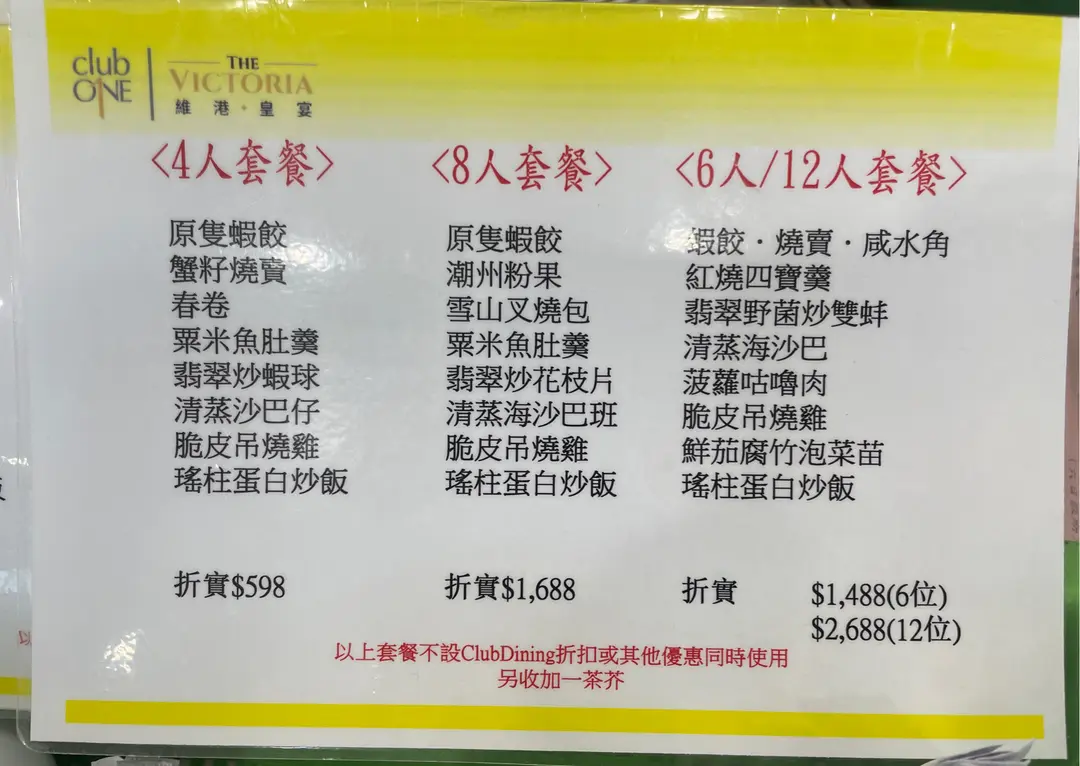 club
ONE
THE
VICTORIA
維港·皇宴
<4人套餐>
原隻蝦餃
蟹籽燒賣
春卷
粟米魚肚羹
翡翠炒蝦球
清蒸沙巴仔
脆皮吊燒雞
瑤柱蛋白炒飯
折實$598
<8人套餐>
原隻蝦餃
潮州粉果
雪山叉燒包
粟米魚肚羹
翡翠炒花枝片
清蒸海沙巴班
脆皮吊燒雞
瑤柱蛋白炒飯
折實$1,688
<6人/12人套餐>
蝦餃·燒賣·咸水角
紅燒四寶羹
翡翠野菌炒雙蚌
清蒸海沙巴
菠蘿咕嚕肉
脆皮吊燒雞
鮮茄腐竹泡菜苗
瑤柱蛋白炒飯
折實 $1,488(6位)
$2,688(12位)
以上套餐不設ClubDining折扣或其他優惠同時使用
另收加一茶芥